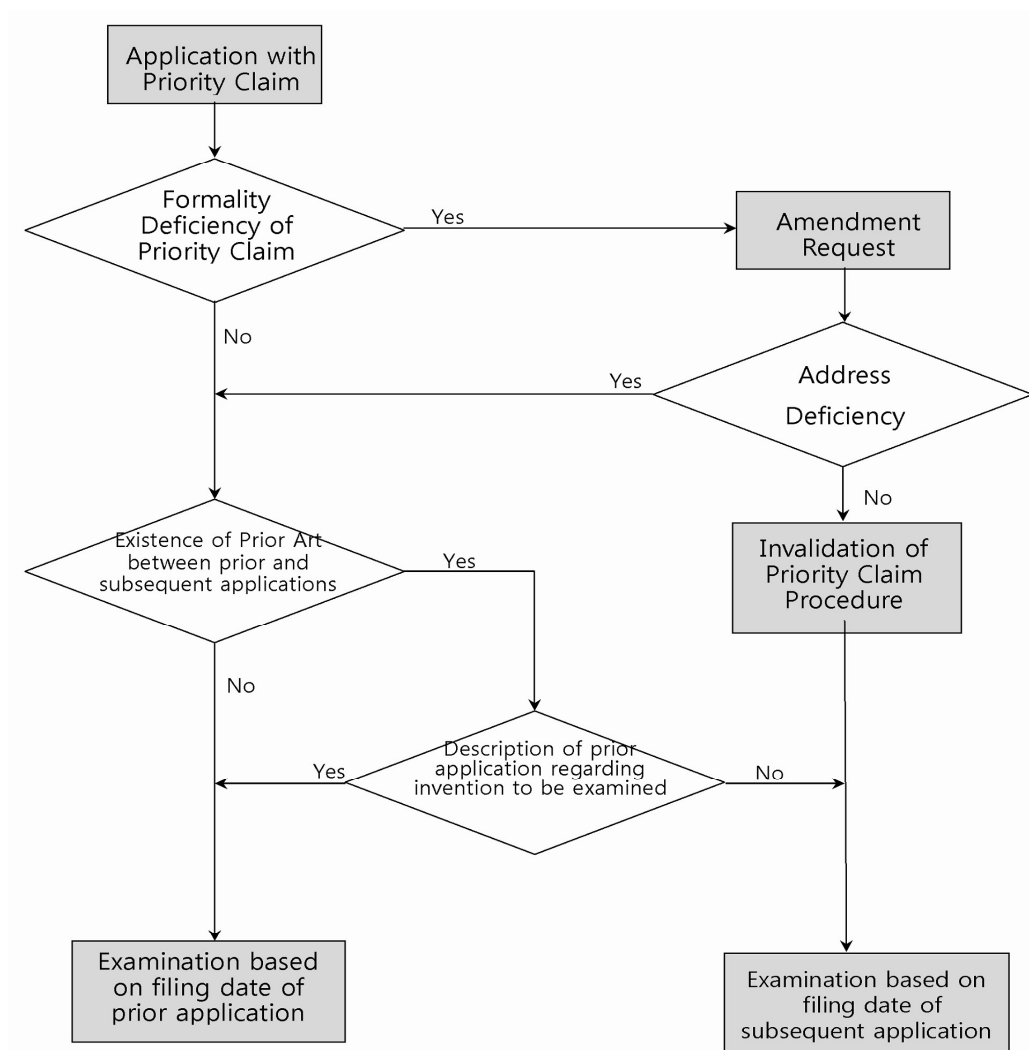 Application with
Priority Claim
Formality
Deficiency of
Priority Claim
Yes
Amendment
Request
No
Yes
Address
Deficiency
No
Existence of Prior Art
between prior and
subsequent applications
Yes
Invalidation of
Priority Claim
Procedure
No
Description of prior
application regarding
invention to be examined
Yes
No
Examination based
on filing date of
prior application
Examination based on
filing date of
subsequent application